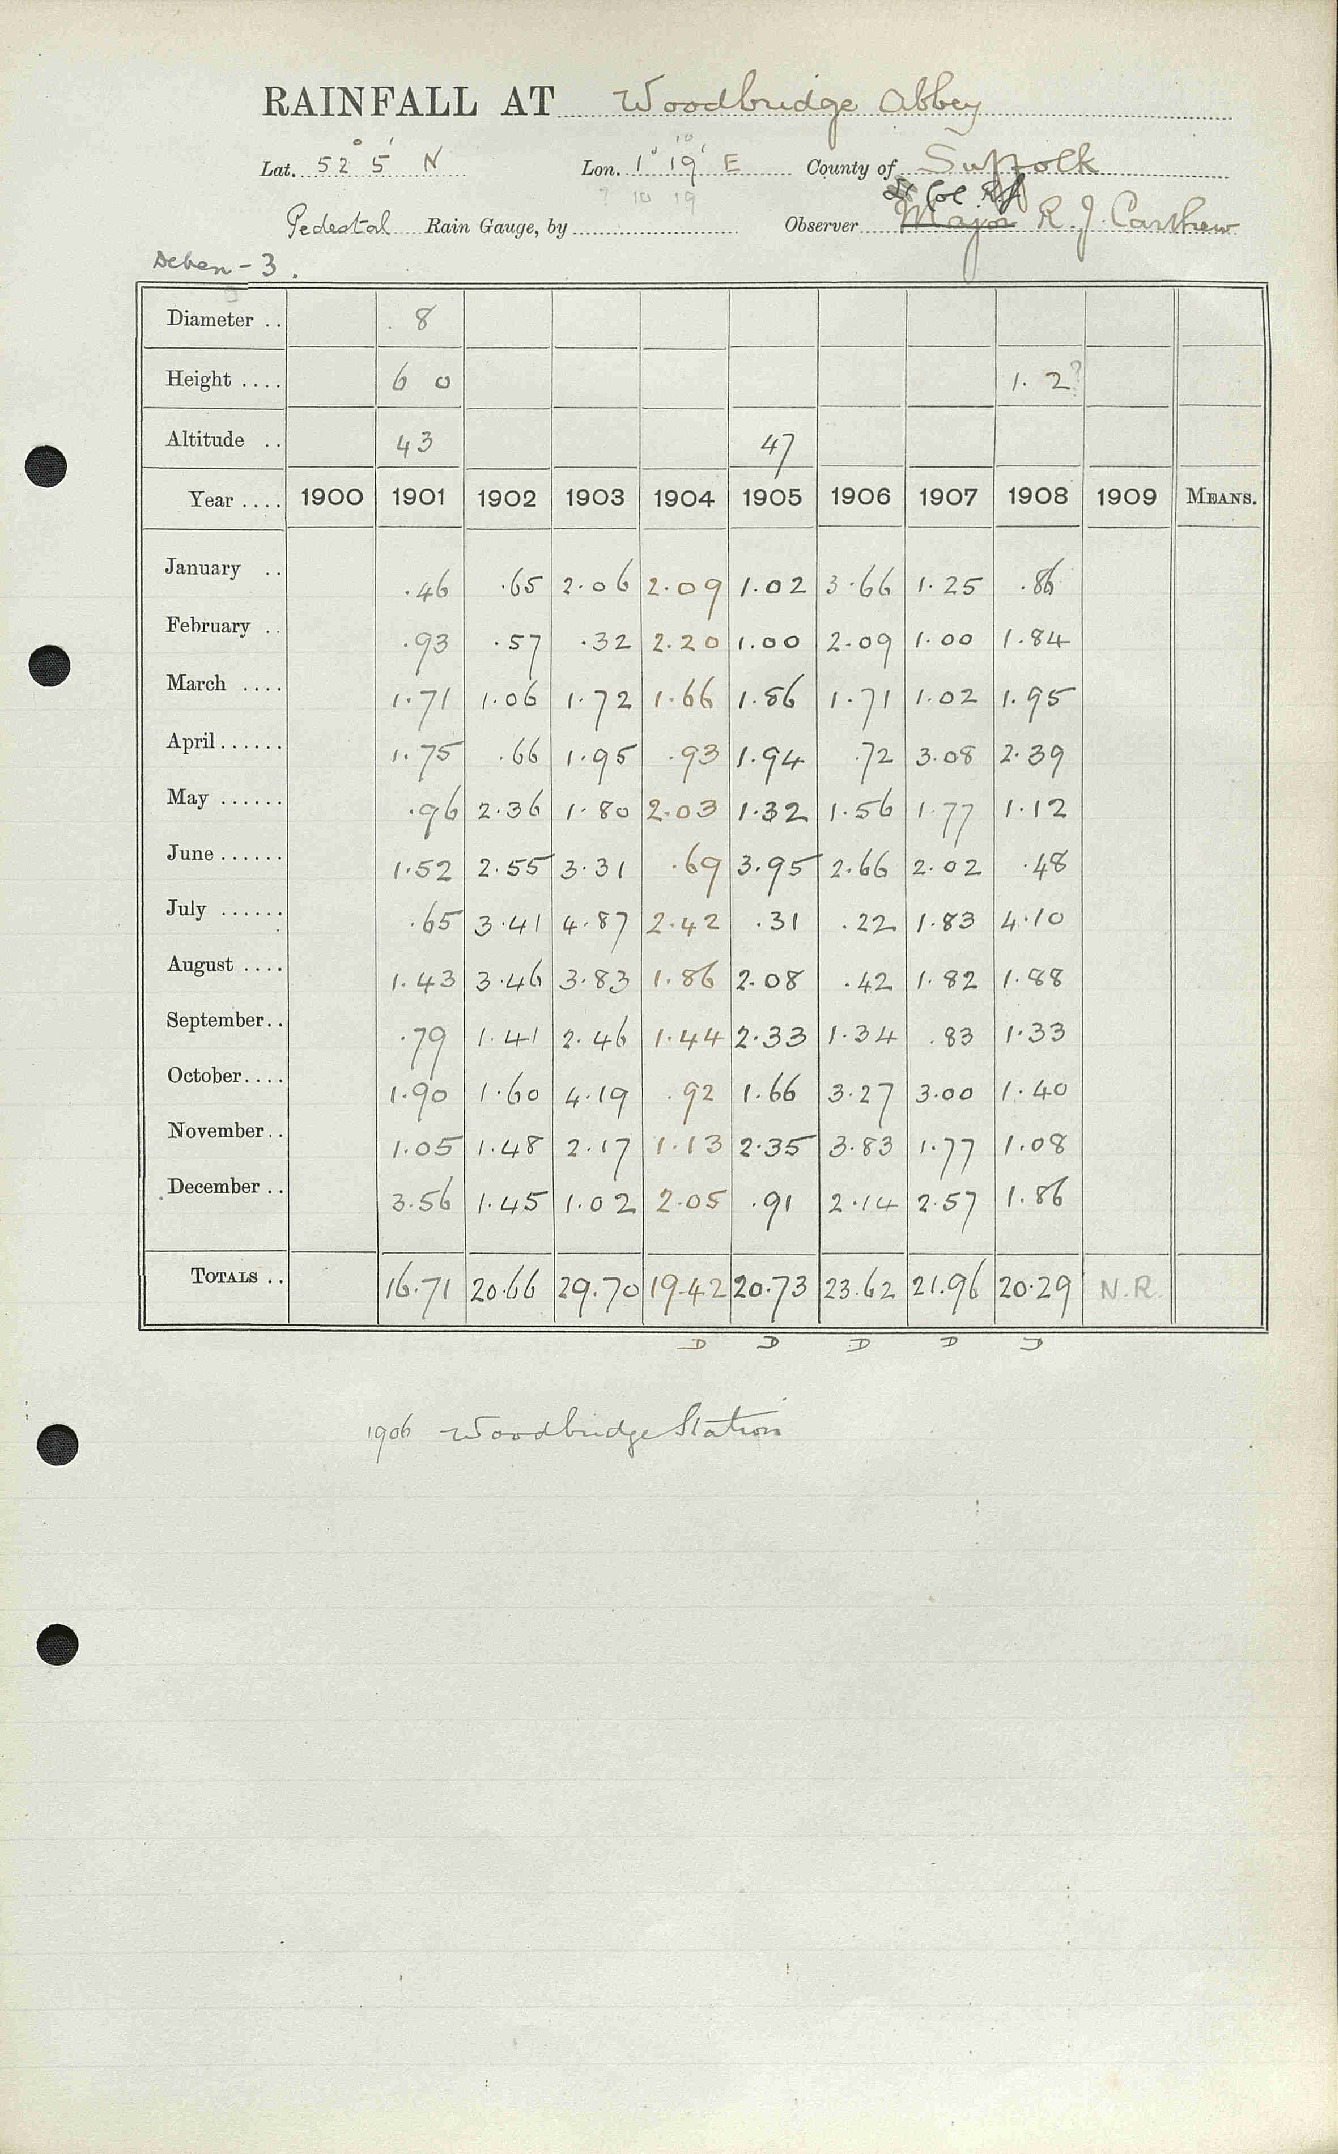 RAINFALL AT Woodbridge Abbey
Lat. 52° 5' N Lon. 1° 19' E County of Suffolk
Lt Col R J
Pedestal Rain Gauge, by Observer Major R. J. Carthew
Deben - 3.
Diameter .. 8
Height .... 6 0 1. 2?
Altitude .. 43 47
Year .... 1900 1901 1902 1903 1904 1905 1906 1907 1908 1909 MEANS.
January .. .46 .65 2.06 2.09 1.02 3.66 1.25 .86
February .. .93 .57 .32 2.20 1.00 2.09 1.00 1.84
March .... 1.71 1.06 1.72 1.66 1.86 1.71 1.02 1.95
April ...... 1.75 .66 1.95 .93 1.94 .72 3.08 2.39
May ...... .96 2.36 1.80 2.03 1.32 1.56 1.77 1.12
June ...... 1.52 2.55 3.31 .69 3.95 2.66 2.02 .48
July ...... .65 3.41 4.87 2.42 .31 .22 1.83 4.10
August .... 1.43 3.46 3.83 1.86 2.08 .42 1.82 1.88
September .. .79 1.41 2.46 1.44 2.33 1.34 .83 1.33
October .... 1.90 1.60 4.19 .92 1.66 3.27 3.00 1.40
November .. 1.05 1.48 2.17 1.13 2.35 3.83 1.77 1.08
December .. 3.56 1.45 1.02 2.05 .91 2.14 2.57 1.86
TOTALS .. 16.71 20.66 29.70 19.42 20.73 23.62 21.96 20.29 N.R.
D D D D D
1906 Woodbridge Station